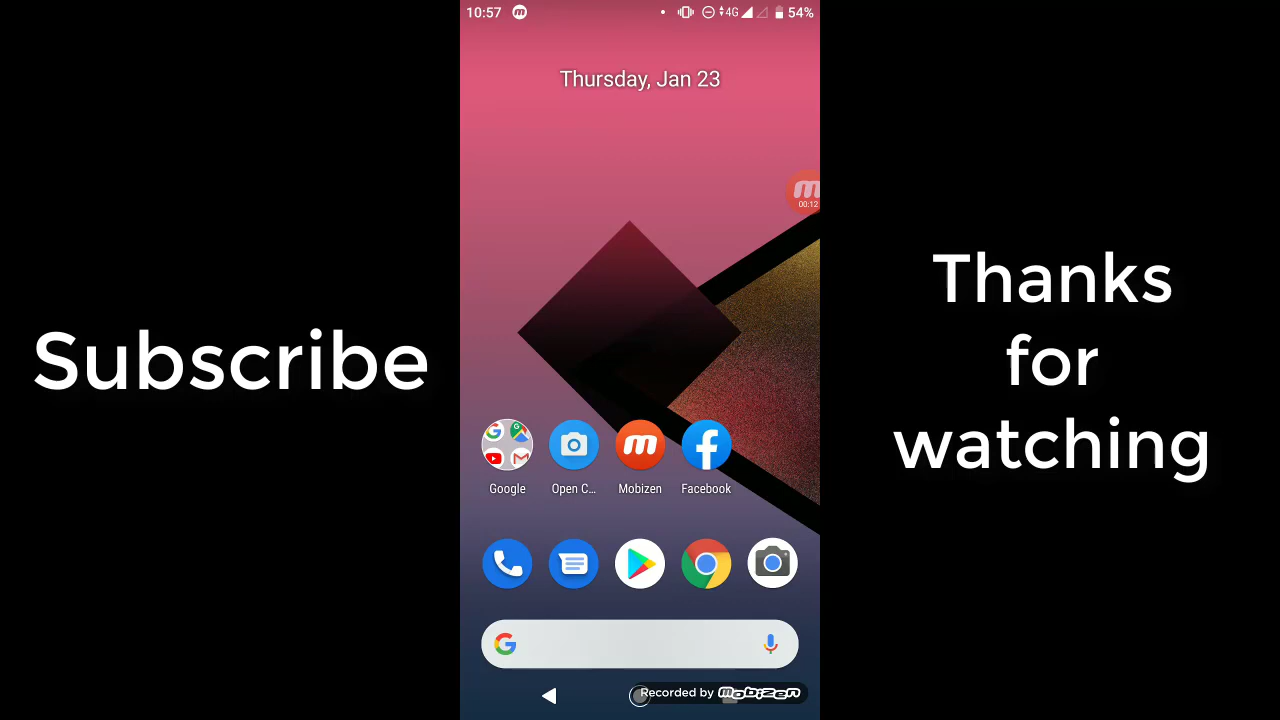 10:57
4G
54%
Thursday, Jan 23
00:12
Subscribe
Thanks
for
watching
Google
Open C...
Mobizen
Facebook
Recorded by mobizen